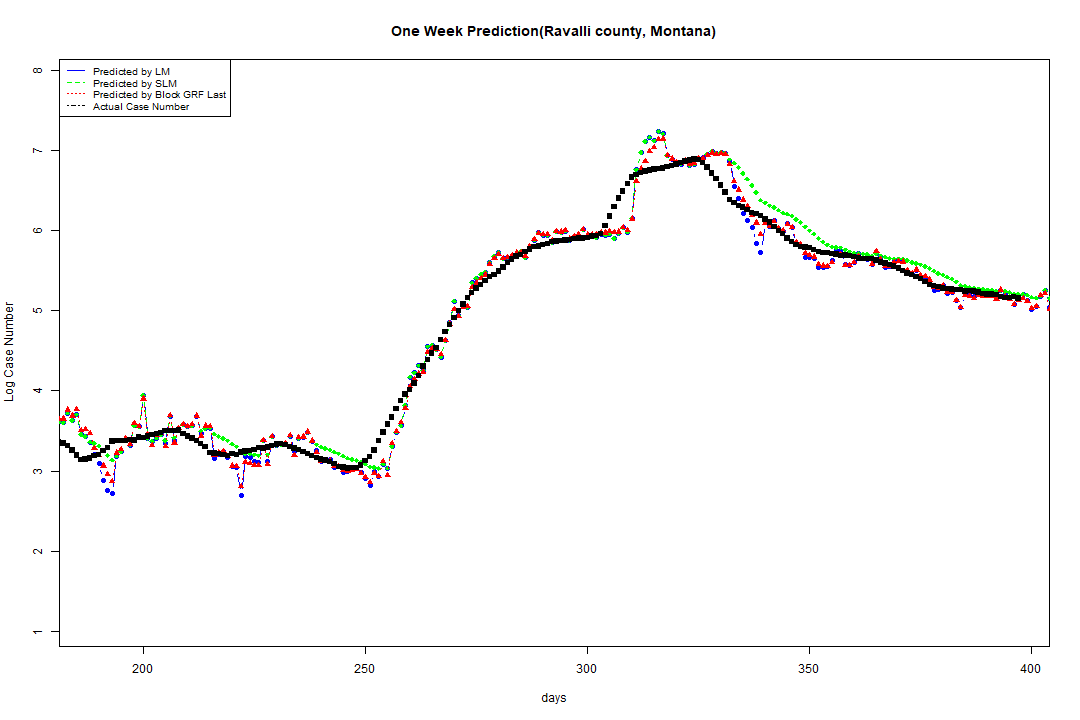 One Week Prediction(Ravalli county, Montana)
Predicted by LM
Predicted by SLM
Predicted by Block GRF Last
Actual Case Number
8
7
6
5
4
3
2
1
Log Case Number
200 250 300 350 400
days